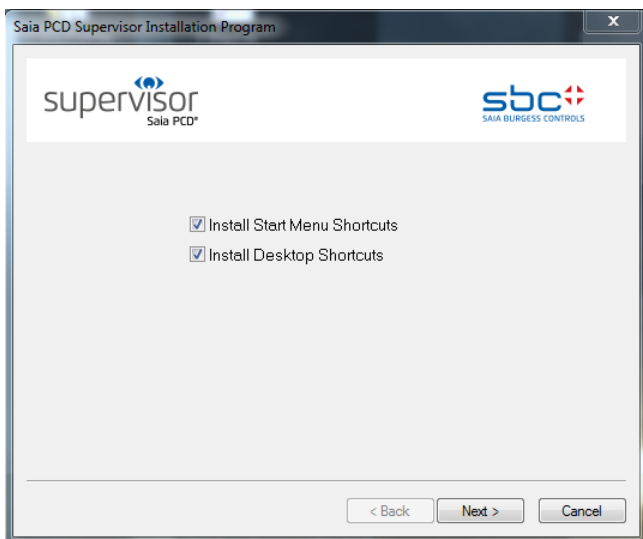 Saia PCD Supervisor Installation Program
x
supervisor
Saia PCD®
sbc
SAIA BURGESS CONTROLS
Install Start Menu Shortcuts
Install Desktop Shortcuts
< Back
Next >
Cancel